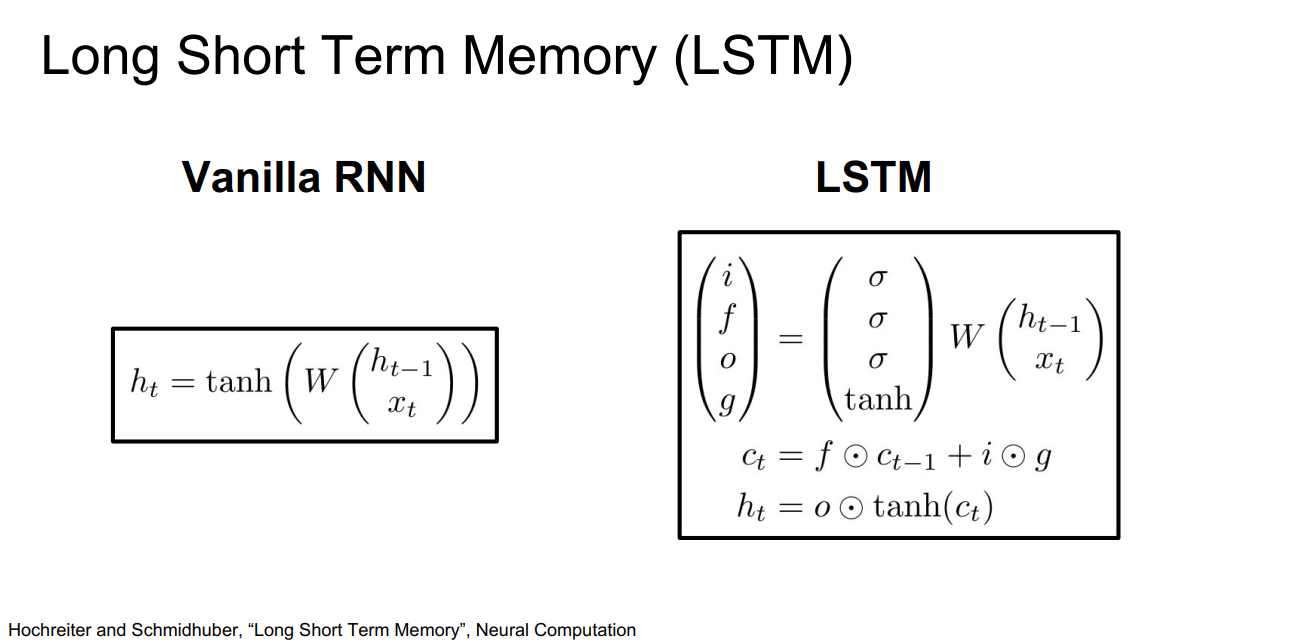 Long Short Term Memory (LSTM)
Vanilla RNN
LSTM
h_t = tanh ( W ( h_{t-1} x_t ) )
( i f o g ) = ( σ σ σ tanh ) W ( h_{t-1} x_t )
c_t = f ⊙ c_{t-1} + i ⊙ g
h_t = o ⊙ tanh(c_t)
Hochreiter and Schmidhuber, “Long Short Term Memory”, Neural Computation